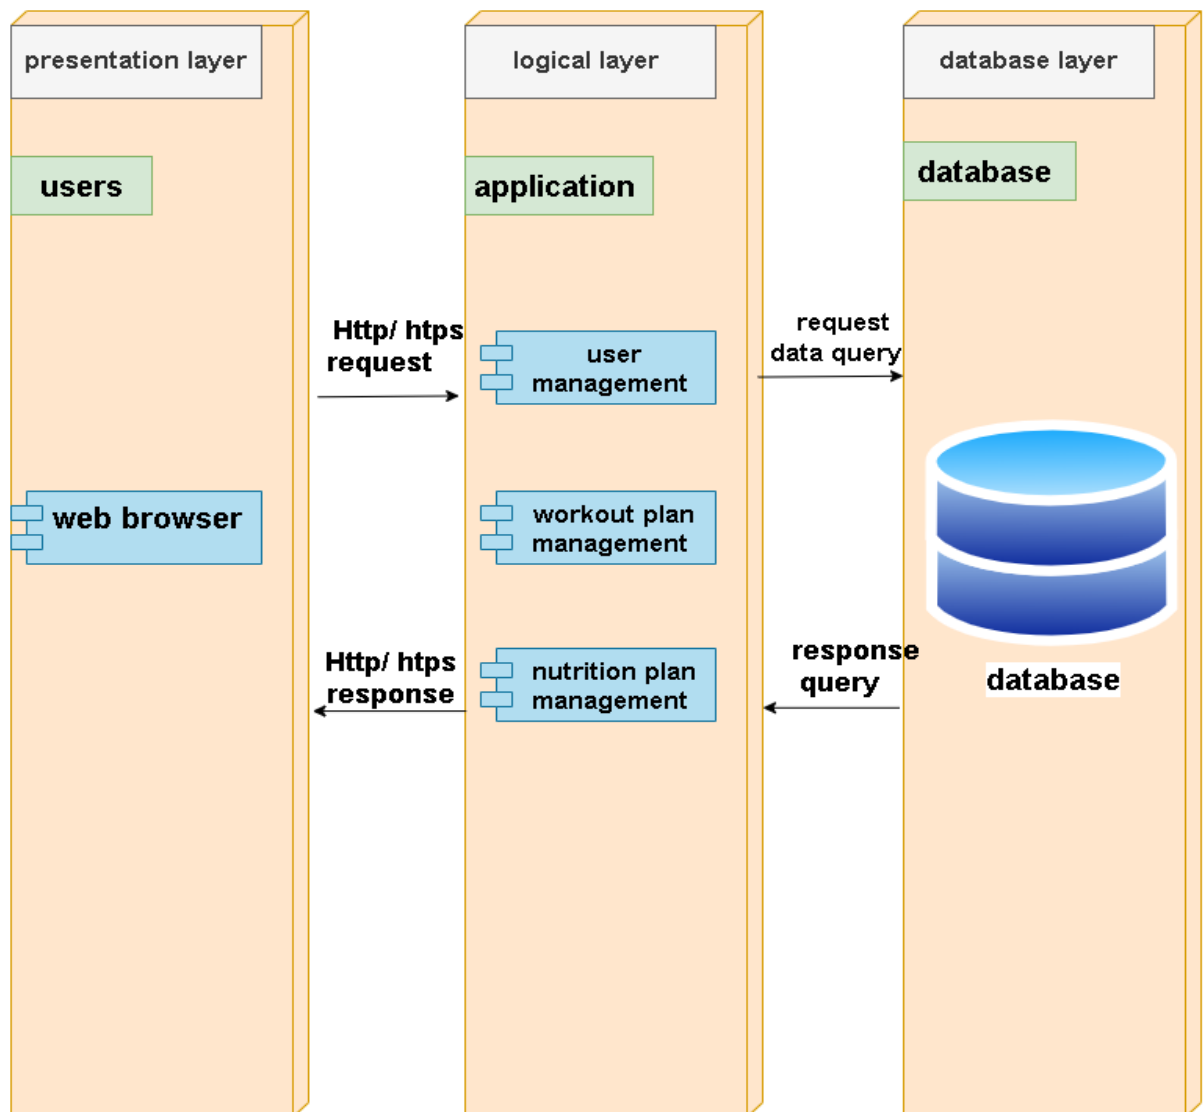 presentation layer
logical layer
database layer
users
application
database
Http/ htps
request
user
management
request
data query
web browser
workout plan
management
Http/ htps
response
nutrition plan
management
response
query
database